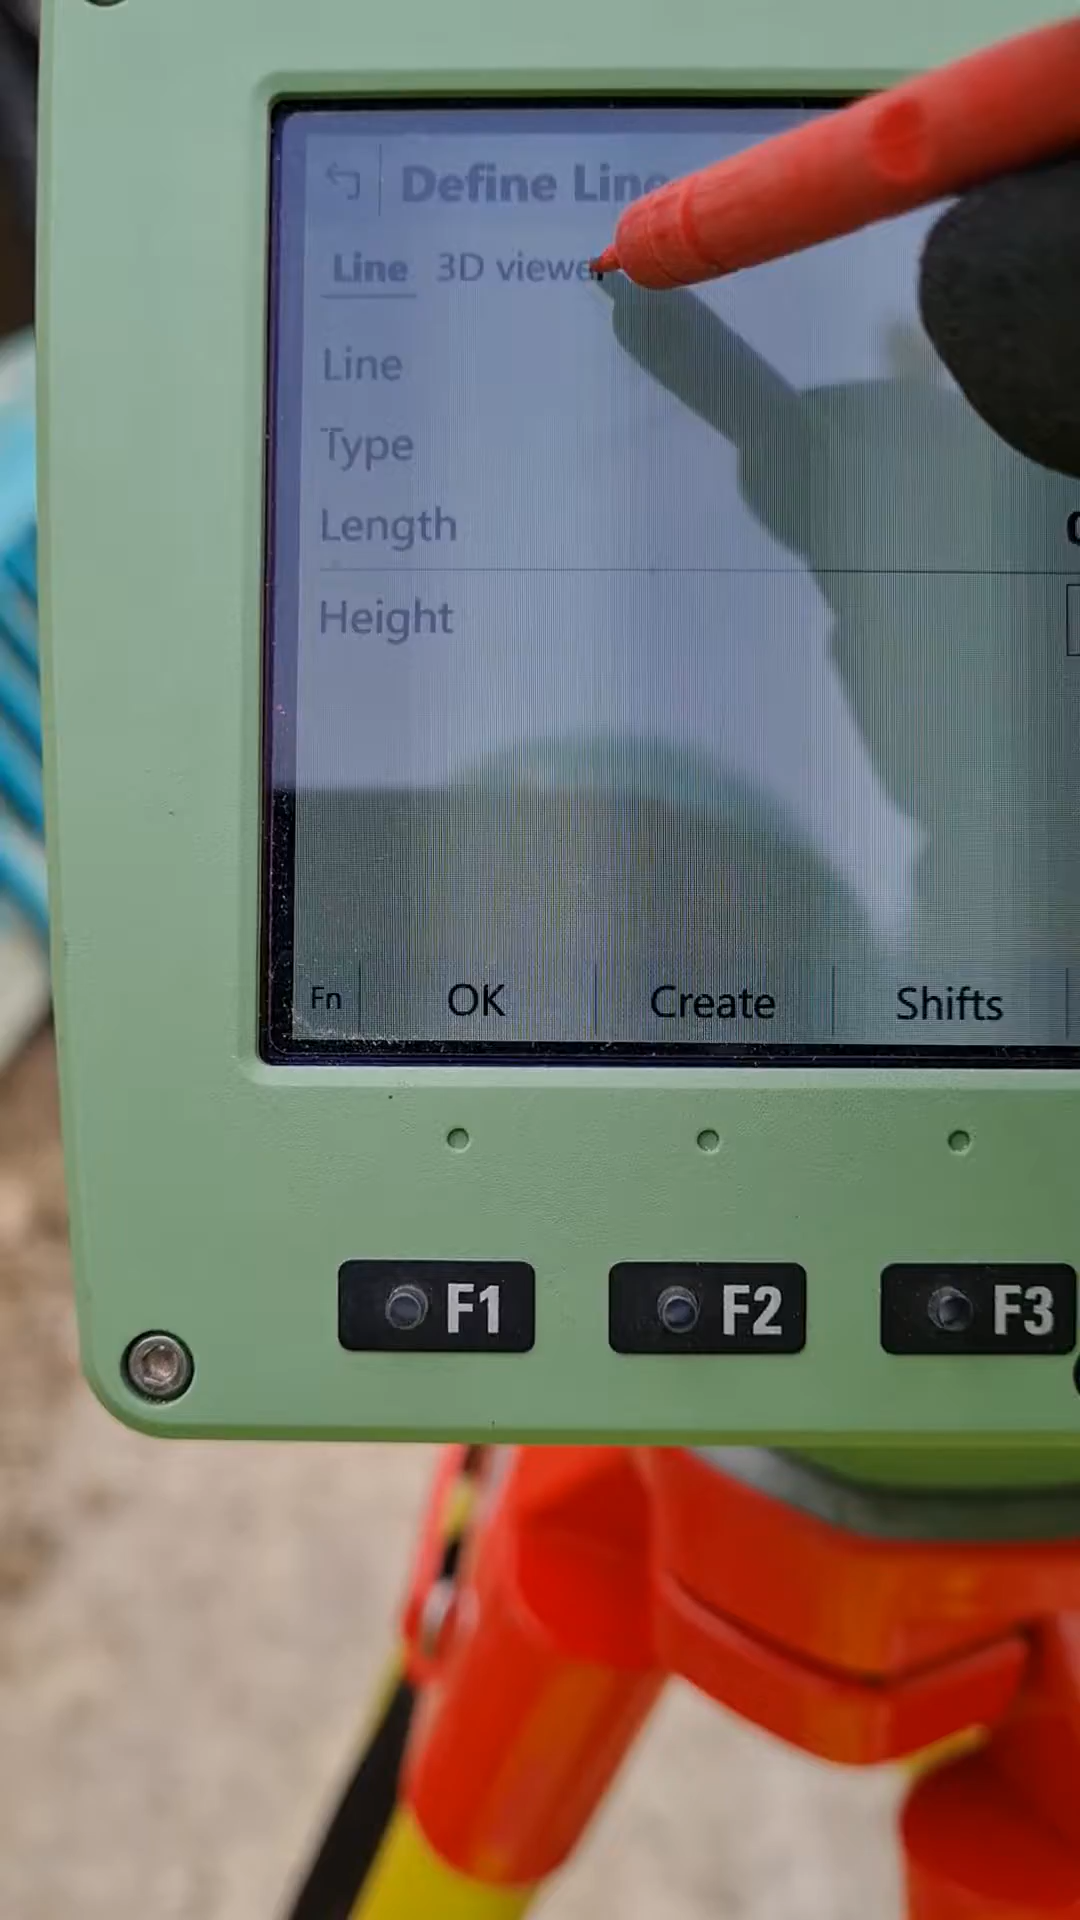 Define Line
Line 3D viewer
Line
Type
Length
Height
Fn OK Create Shifts
F1 F2 F3